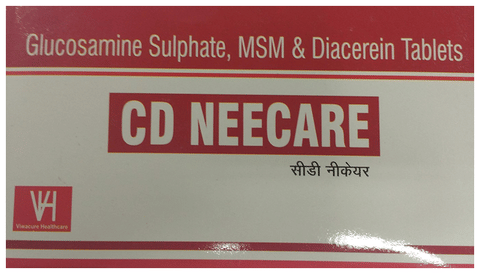 Glucosamine Sulphate, MSM & Diacerein Tablets
CD NEECARE
सीडी नीकेयर
VH
Vivacure Healthcare